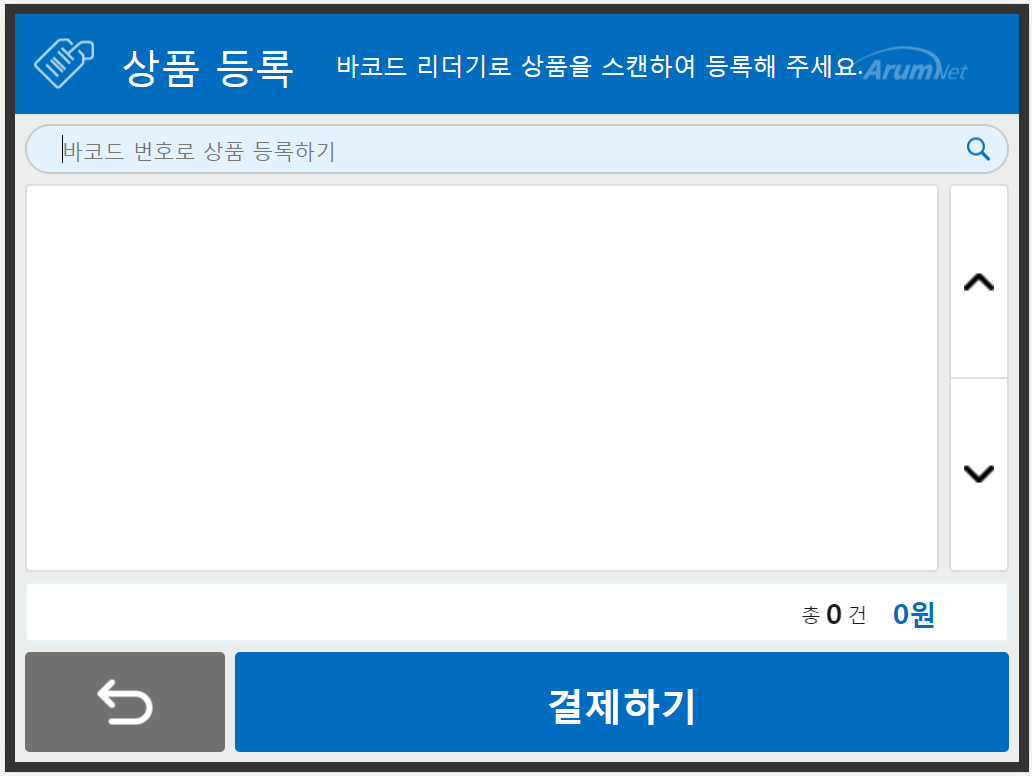 상품 등록
바코드 리더기로 상품을 스캔하여 등록해 주세요.
ArumNet
바코드 번호로 상품 등록하기
총 0 건 0원
결제하기